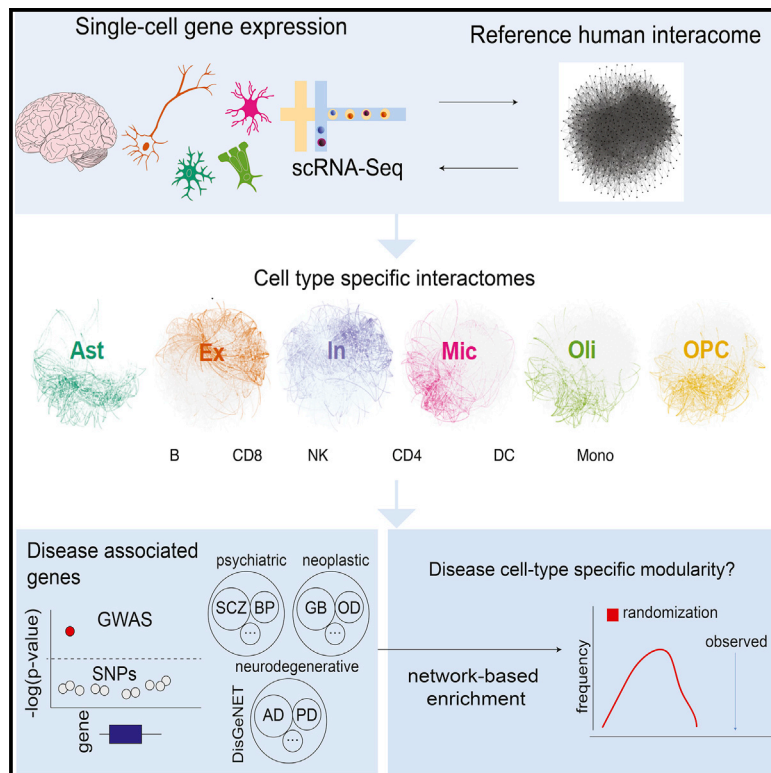 Single-cell gene expression
Reference human interacome
scRNA-Seq
Cell type specific interactomes
Ast
Ex
In
Mic
Oli
OPC
B CD8 NK CD4 DC Mono
Disease associated
genes
-log(p-value)
GWAS
SNPs
gene
psychiatric
neoplastic
SCZ
BP
...
GB
OD
...
neurodegenerative
DisGeNET
AD
PD
...
network-based
enrichment
Disease cell-type specific modularity?
randomization
observed
frequency